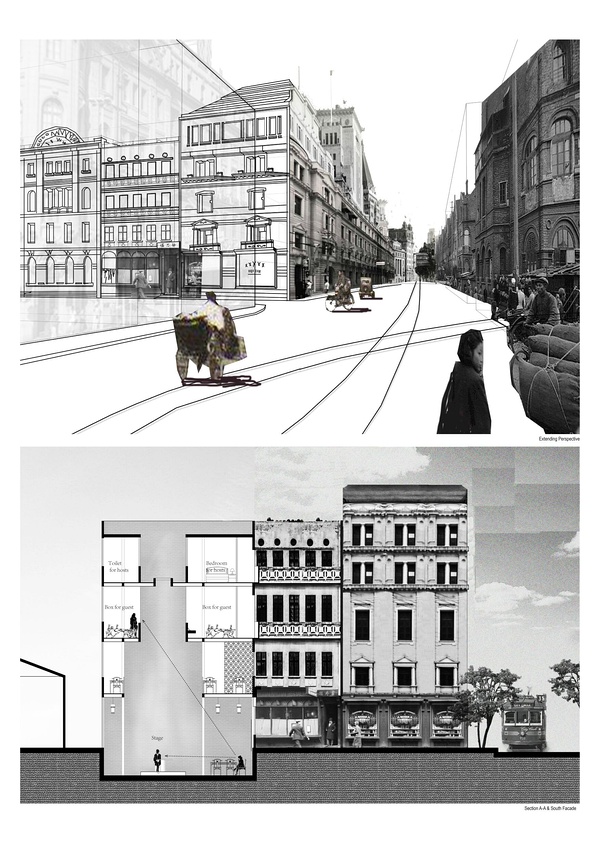 Extending Perspective
Toilet
for hosts
Bedroom
for hosts
Box for guest
Box for guest
Stage
Section A-A & South Facade